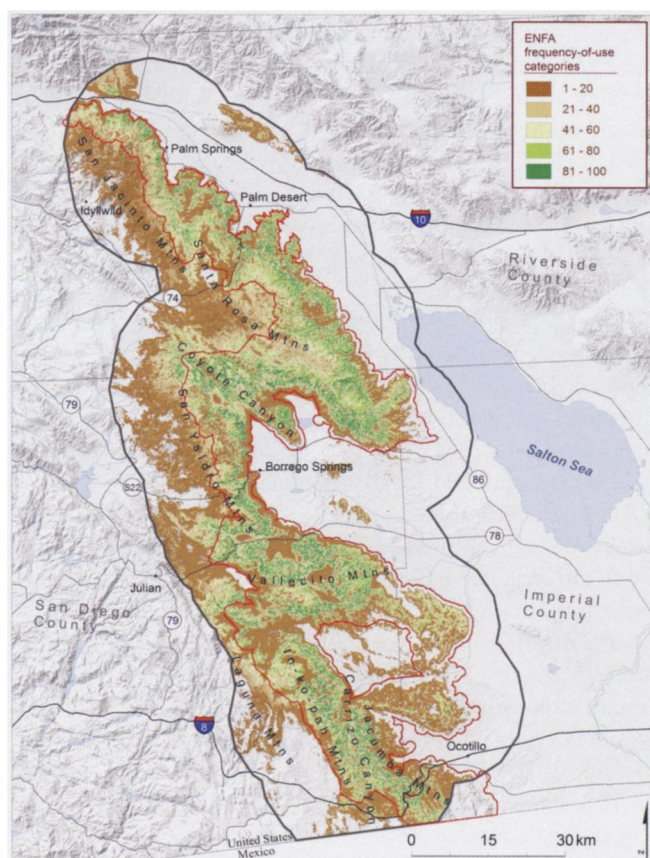 ENFA
frequency-of-use
categories
1 - 20
21 - 40
41 - 60
61 - 80
81 - 100
Palm Springs
San Jacinto Mtns
Idyllwild
Palm Desert
10
Riverside
County
Santa Rosa Mtns
74
Coyote Canyon
79
San Ysidro Mtns
Salton Sea
Borrego Springs
86
S22
78
Vallecito Mtns
Julian
Imperial
County
San Diego
County
79
In-ko-pah Mtns
Carrizo Canyon
Laguna Mtns
Jacumba Mtns
8
Ocotillo
United States
Mexico
0 15 30 km
N